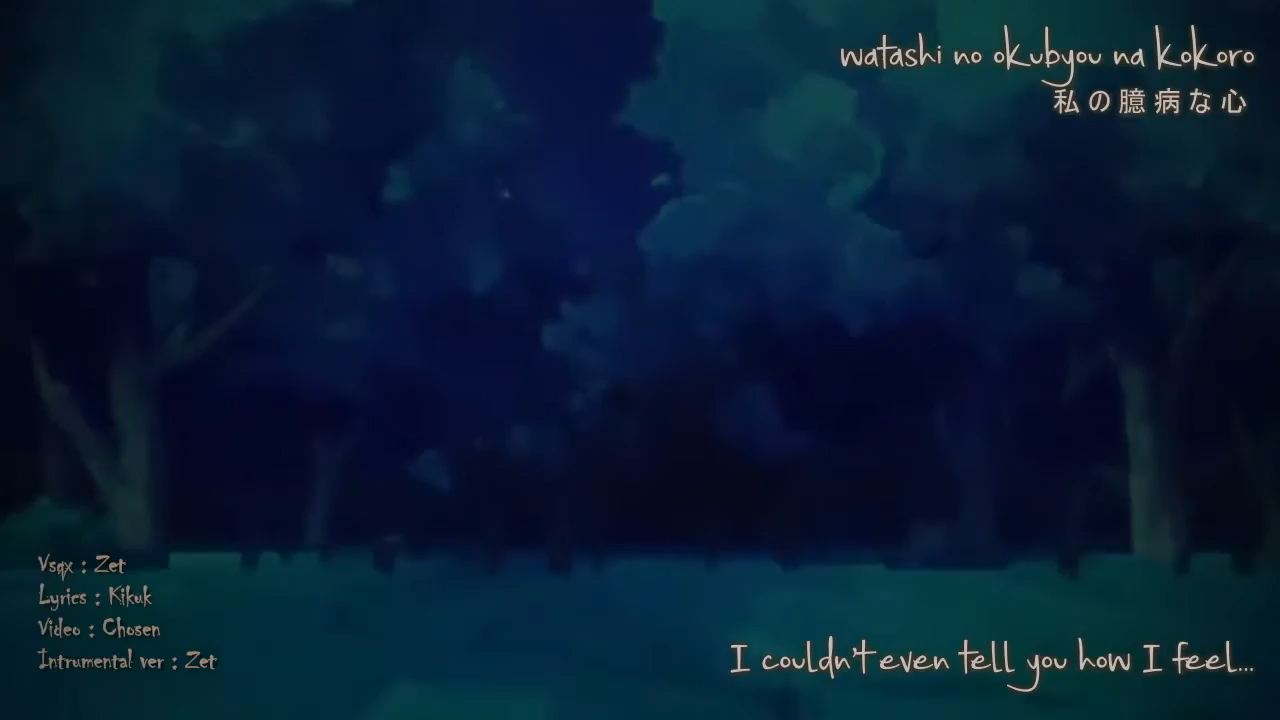 watashi no okubyou na kokoro
私の臆病な心
Vsqx : Zet
Lyrics : Kikuk
Video : Chosen
Intrumental ver : Zet
I couldn't even tell you how I feel...